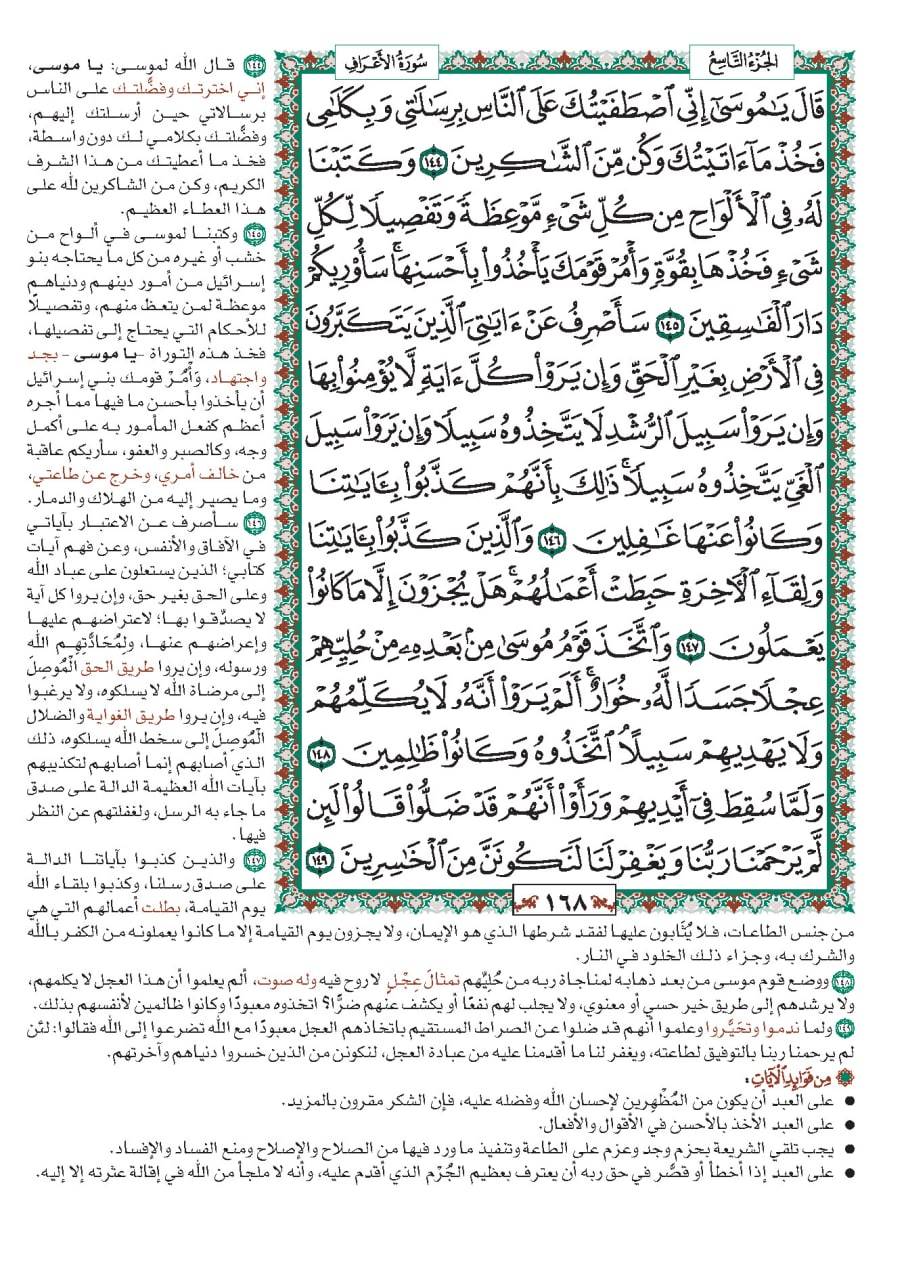 الجزء التاسع
سورة الأعراف
قَالَ يَٰمُوسَىٰٓ إِنِّي ٱصۡطَفَيۡتُكَ عَلَى ٱلنَّاسِ بِرِسَٰلَٰتِي وَبِكَلَٰمِي
فَخُذۡ مَآ ءَاتَيۡتُكَ وَكُن مِّنَ ٱلشَّٰكِرِينَ ١٤٤ وَكَتَبۡنَا
لَهُۥ فِي ٱلۡأَلۡوَاحِ مِن كُلِّ شَيۡءٖ مَّوۡعِظَةٗ وَتَفۡصِيلٗا لِّكُلِّ
شَيۡءٖ فَخُذۡهَا بِقُوَّةٖ وَأۡمُرۡ قَوۡمَكَ يَأۡخُذُواْ بِأَحۡسَنِهَاۚ سَأُوْرِيكُمۡ
دَارَ ٱلۡفَٰسِقِينَ ١٤٥ سَأَصۡرِفُ عَنۡ ءَايَٰتِيَ ٱلَّذِينَ يَتَكَبَّرُونَ
فِي ٱلۡأَرۡضِ بِغَيۡرِ ٱلۡحَقِّ وَإِن يَرَوۡاْ كُلَّ ءَايَةٖ لَّا يُؤۡمِنُواْ بِهَا
وَإِن يَرَوۡاْ سَبِيلَ ٱلرُّشۡدِ لَا يَتَّخِذُوهُ سَبِيلٗا وَإِن يَرَوۡاْ سَبِيلَ
ٱلۡغَيِّ يَتَّخِذُوهُ سَبِيلٗاۚ ذَٰلِكَ بِأَنَّهُمۡ كَذَّبُواْ بِـَٔايَٰتِنَا
وَكَانُواْ عَنۡهَا غَٰفِلِينَ ١٤٦ وَٱلَّذِينَ كَذَّبُواْ بِـَٔايَٰتِنَا
وَلِقَآءِ ٱلۡأٓخِرَةِ حَبِطَتۡ أَعۡمَٰلُهُمۡۚ هَلۡ يُجۡزَوۡنَ إِلَّا مَا كَانُواْ
يَعۡمَلُونَ ١٤٧ وَٱتَّخَذَ قَوۡمُ مُوسَىٰ مِنۢ بَعۡدِهِۦ مِنۡ حُلِيِّهِمۡ
عِجۡلٗا جَسَدٗا لَّهُۥ خُوَارٌۚ أَلَمۡ يَرَوۡاْ أَنَّهُۥ لَا يُكَلِّمُهُمۡ
وَلَا يَهۡدِيهِمۡ سَبِيلًاۘ ٱتَّخَذُوهُ وَكَانُواْ ظَٰلِمِينَ ١٤٨
وَلَمَّا سُقِطَ فِيٓ أَيۡدِيهِمۡ وَرَأَوۡاْ أَنَّهُمۡ قَدۡ ضَلُّواْ قَالُواْ لَئِن
لَّمۡ يَرۡحَمۡنَا رَبُّنَا وَيَغۡفِرۡ لَنَا لَنَكُونَنَّ مِنَ ٱلۡخَٰسِرِينَ ١٤٩
١٦٨
١٤٤ قال الله لموسى: يا موسى،
إني اخترتك وفضَّلتك على الناس
برسالاتي حين أرسلتك إليهم،
وفضَّلتك بكلامي لك دون واسطة،
فخذ ما أعطيتك من هذا الشرف
الكريم، وكن من الشاكرين لله على
هذا العطاء العظيم.
١٤٥ وكتبنا لموسى في ألواح من
خشب أو غيره من كل ما يحتاجه بنو
إسرائيل من أمور دينهم ودنياهم
موعظة لمن يتعظ منهم، وتفصيلًا
للأحكام التي يحتاج إلى تفصيلها،
فخذ هذه التوراة -يا موسى- بجد
واجتهاد، وَأْمُرْ قومك بني إسرائيل
أن يأخذوا بأحسن ما فيها مما أجره
أعظم كفعل المأمور به على أكمل
وجه، وكالصبر والعفو، سأريكم عاقبة
من خالف أمري، وخرج عن طاعتي،
وما يصير إليه من الهلاك والدمار.
١٤٦ سأصرف عن الاعتبار بآياتي
في الآفاق والأنفس، وعن فهم آيات
كتابي؛ الذين يستعلون على عباد الله
وعلى الحق بغير حق، وإن يروا كل آية
لا يصدِّقوا بها؛ لاعتراضهم عليها
وإعراضهم عنها، ولمُحَادَّتِهم الله
ورسوله، وإن يروا طريق الحق الْمُوصِلَ
إلى مرضاة الله لا يسلكوه، ولا يرغبوا
فيه، وإن يروا طريق الغواية والضلال
الْمُوصِلَ إلى سخط الله يسلكوه، ذلك
الذي أصابهم إنما أصابهم لتكذيبهم
بآيات الله العظيمة الدالة على صدق
ما جاء به الرسل، ولغفلتهم عن النظر
فيها.
١٤٧ والذين كذبوا بآياتنا الدالة
على صدق رسلنا، وكذبوا بلقاء الله
يوم القيامة، بطلت أعمالهم التي هي
من جنس الطاعات، فلا يُثَابون عليها لفقد شرطها الذي هو الإيمان، ولا يجزون يوم القيامة إلا ما كانوا يعملونه من الكفر بالله
والشرك به، وجزاء ذلك الخلود في النار.
١٤٨ ووضع قوم موسى من بعد ذهابه لمناجاة ربه من حُليِّهم تمثالَ عِجْلٍ لا روح فيه وله صوت، ألم يعلموا أن هذا العجل لا يكلمهم،
ولا يرشدهم إلى طريق خير حسي أو معنوي، ولا يجلب لهم نفعًا أو يكشف عنهم ضرًّا؟ اتخذوه معبودًا وكانوا ظالمين لأنفسهم بذلك.
١٤٩ ولما ندموا وتحَيَّروا وعلموا أنهم قد ضلوا عن الصراط المستقيم باتخاذهم العجل معبودًا مع الله تضرعوا إلى الله فقالوا: لئن
لم يرحمنا ربنا بالتوفيق لطاعته، ويغفر لنا ما أقدمنا عليه من عبادة العجل، لنكونن من الذين خسروا دنياهم وآخرتهم.
من فوائد الآيات:
● على العبد أن يكون من المُظْهِرين لإحسان الله وفضله عليه، فإن الشكر مقرون بالمزيد.
● على العبد الأخذ بالأحسن في الأقوال والأفعال.
● يجب تلقي الشريعة بحزم وجد وعزم على الطاعة وتنفيذ ما ورد فيها من الصلاح والإصلاح ومنع الفساد والإفساد.
● على العبد إذا أخطأ أو قصَّر في حق ربه أن يعترف بعظيم الجُرْم الذي أقدم عليه، وأنه لا ملجأ من الله في إقالة عثرته إلا إليه.